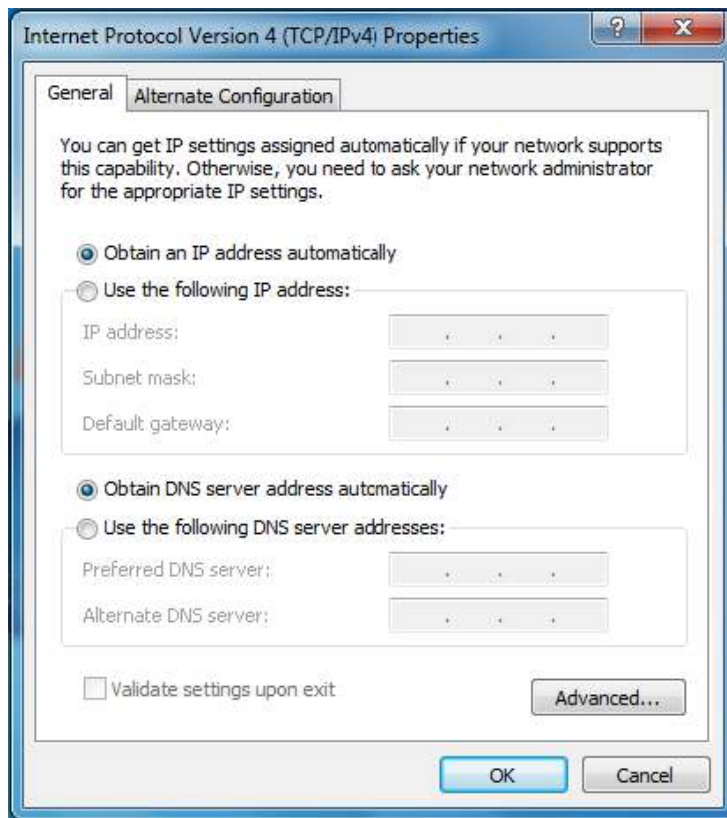 Internet Protocol Version 4 (TCP/IPv4) Properties
?
General
Alternate Configuration
You can get IP settings assigned automatically if your network supports
this capability. Otherwise, you need to ask your network administrator
for the appropriate IP settings.
Obtain an IP address automatically
Use the following IP address:
IP address:
Subnet mask:
Default gateway:
Obtain DNS server address automatically
Use the following DNS server addresses:
Preferred DNS server:
Alternate DNS server:
Validate settings upon exit
Advanced...
OK
Cancel